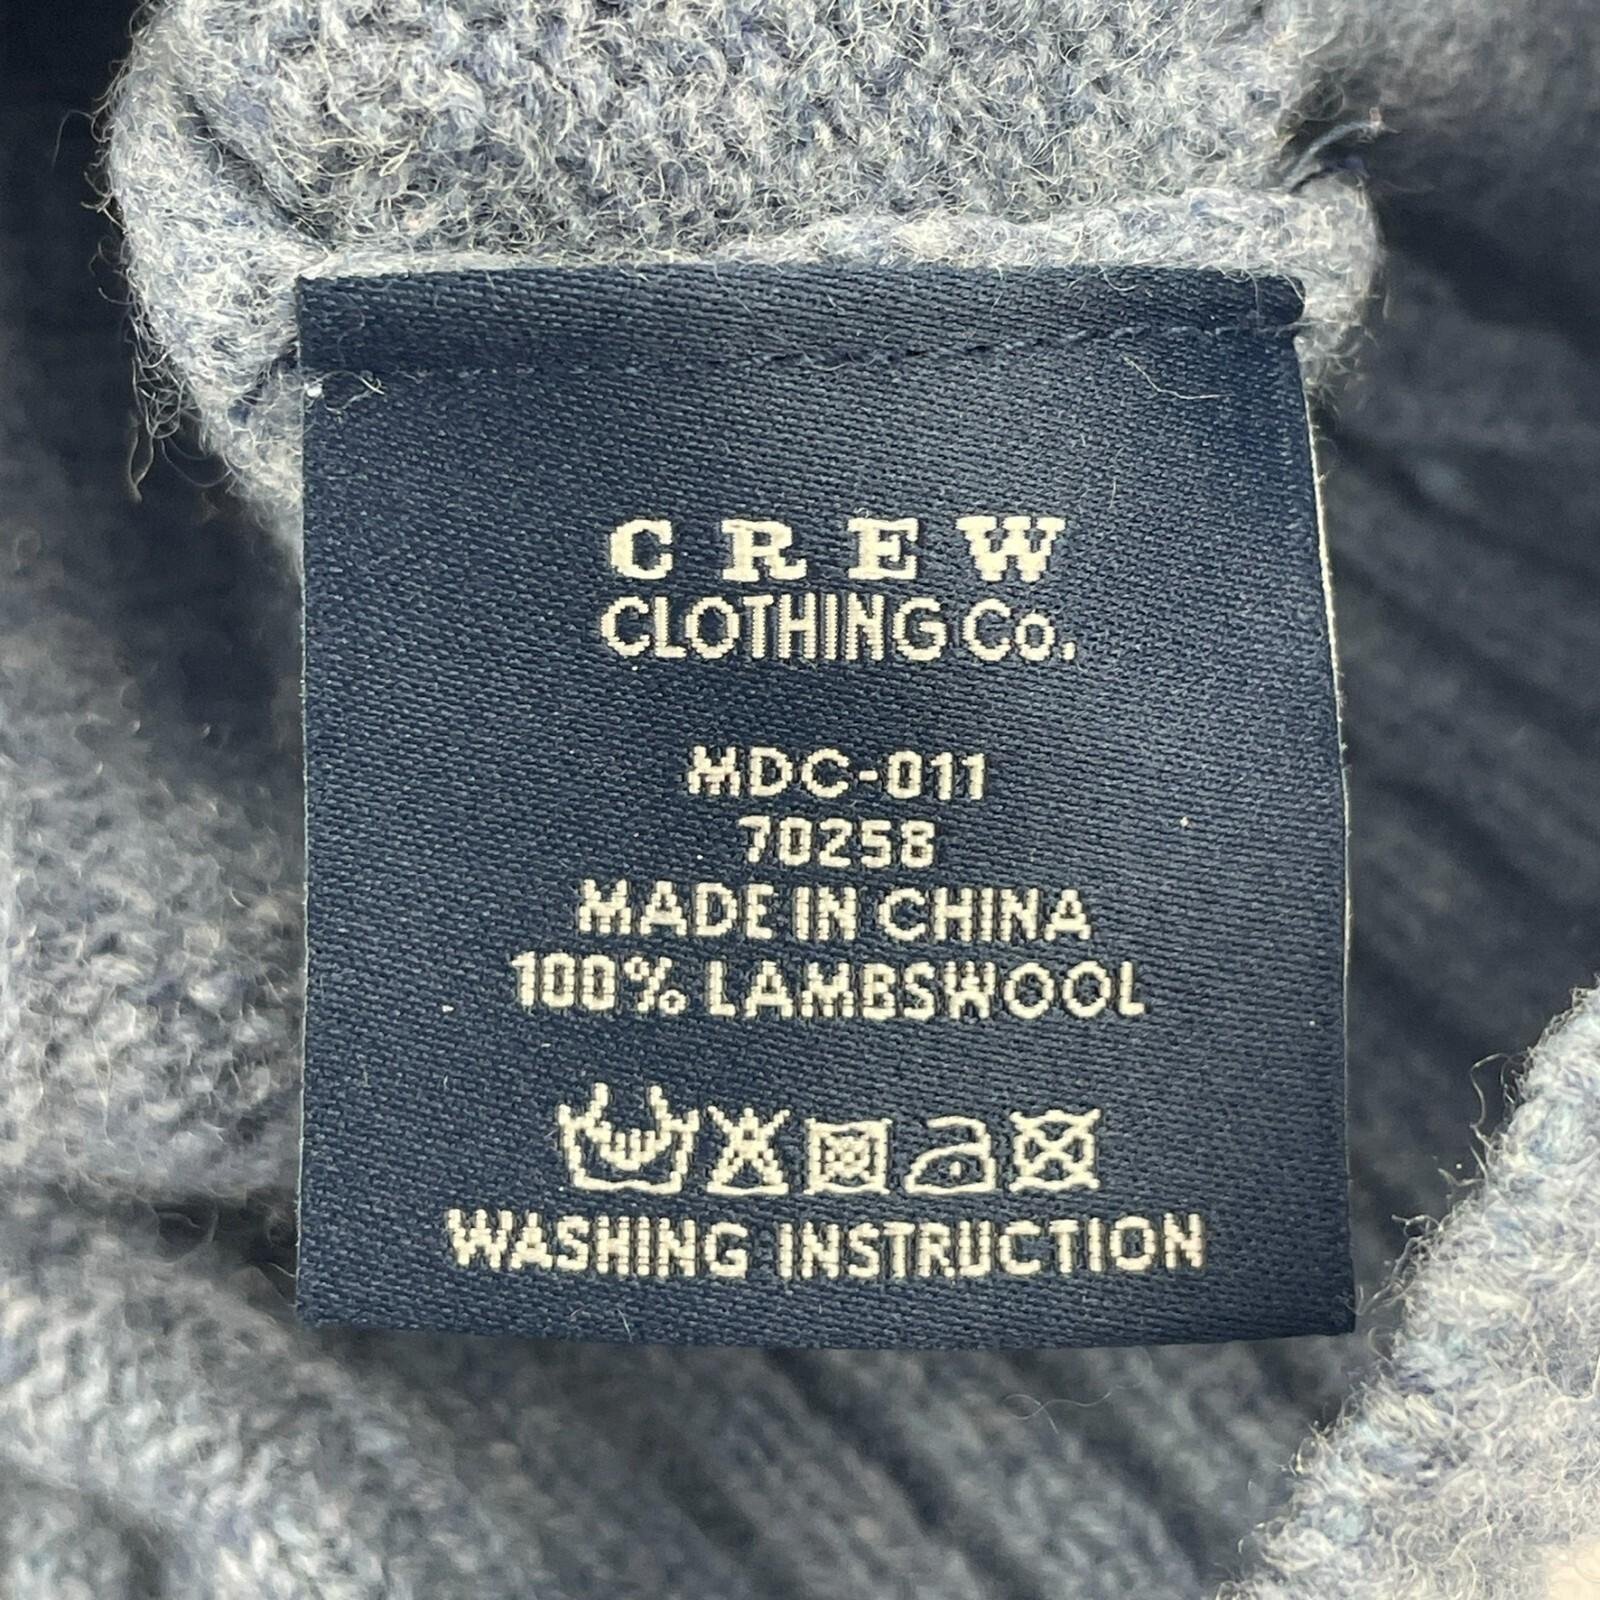 CREW
CLOTHING Co.
MDC-011
70258
MADE IN CHINA
100% LAMBSWOOL
WASHING INSTRUCTION